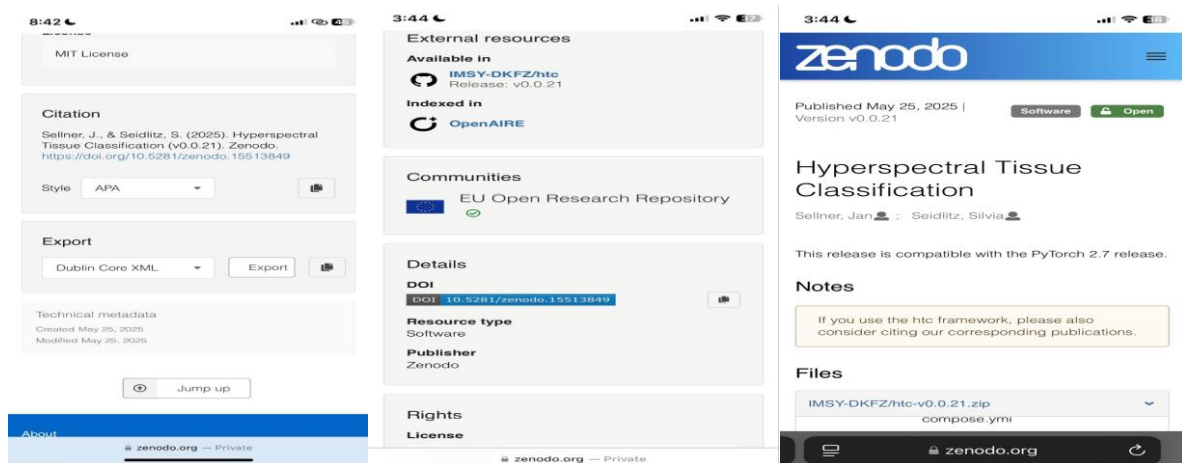 8:42
License
MIT License
Citation
Sellner, J., & Seidlitz, S. (2025). Hyperspectral
Tissue Classification (v0.0.21). Zenodo.
https://doi.org/10.5281/zenodo.15513849
Style APA
Export
Dublin Core XML Export
Technical metadata
Created May 25, 2025
Modified May 25, 2025
Jump up
About
zenodo.org — Private
3:44
External resources
Available in
IMSY-DKFZ/htc
Release: v0.0.21
Indexed in
OpenAIRE
Communities
EU Open Research Repository
Details
DOI
DOI 10.5281/zenodo.15513849
Resource type
Software
Publisher
Zenodo
Rights
License
zenodo.org — Private
3:44
zenodo
Published May 25, 2025 |
Version v0.0.21
Software Open
Hyperspectral Tissue
Classification
Sellner, Jan ; Seidlitz, Silvia
This release is compatible with the PyTorch 2.7 release.
Notes
If you use the htc framework, please also
consider citing our corresponding publications.
Files
IMSY-DKFZ/htc-v0.0.21.zip
compose.yml
zenodo.org